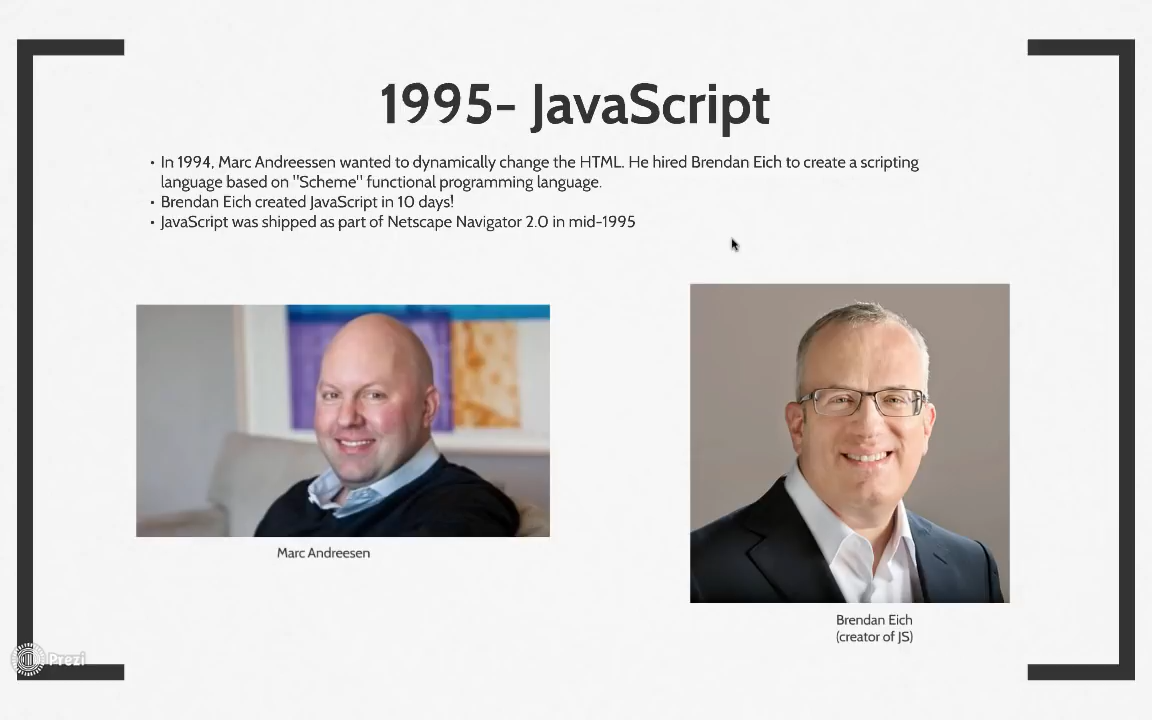 1995- JavaScript
• In 1994, Marc Andreessen wanted to dynamically change the HTML. He hired Brendan Eich to create a scripting
language based on "Scheme" functional programming language.
• Brendan Eich created JavaScript in 10 days!
• JavaScript was shipped as part of Netscape Navigator 2.0 in mid-1995
Marc Andreesen
Brendan Eich
(creator of JS)
Prezi